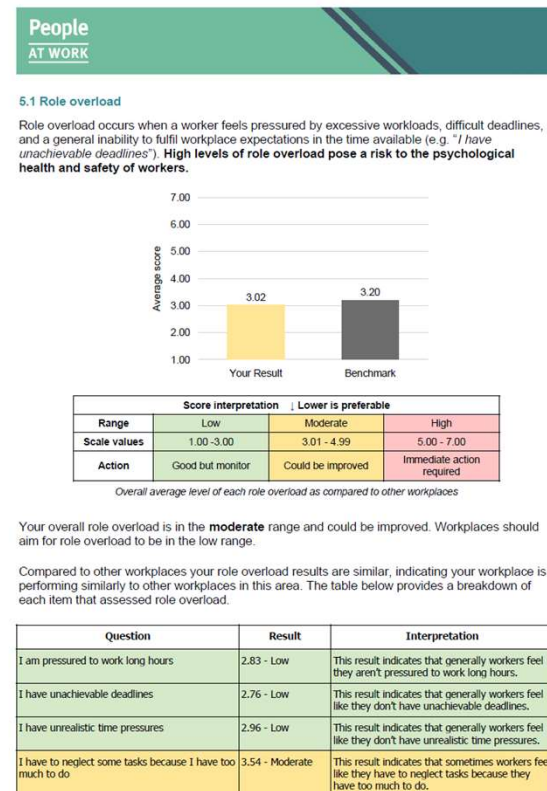 People
AT WORK
5.1 Role overload
Role overload occurs when a worker feels pressured by excessive workloads, difficult deadlines,
and a general inability to fulfil workplace expectations in the time available (e.g. "I have
unachievable deadlines"). High levels of role overload pose a risk to the psychological
health and safety of workers.
7.00
6.00
5.00
4.00
3.00
2.00
1.00
Average score
3.02
3.20
Your Result
Benchmark
Score interpretation ↓ Lower is preferable
Range Low Moderate High
Scale values 1.00 -3.00 3.01 - 4.99 5.00 - 7.00
Action Good but monitor Could be improved Immediate action
required
Overall average level of each role overload as compared to other workplaces
Your overall role overload is in the moderate range and could be improved. Workplaces should
aim for role overload to be in the low range.
Compared to other workplaces your role overload results are similar, indicating your workplace is
performing similarly to other workplaces in this area. The table below provides a breakdown of
each item that assessed role overload.
Question Result Interpretation
I am pressured to work long hours 2.83 - Low This result indicates that generally workers feel
they aren't pressured to work long hours.
I have unachievable deadlines 2.76 - Low This result indicates that generally workers feel
like they don't have unachievable deadlines.
I have unrealistic time pressures 2.96 - Low This result indicates that generally workers feel
like they don't have unrealistic time pressures.
I have to neglect some tasks because I have too 3.54 - Moderate This result indicates that sometimes workers fee
much to do like they have to neglect tasks because they
have too much to do.